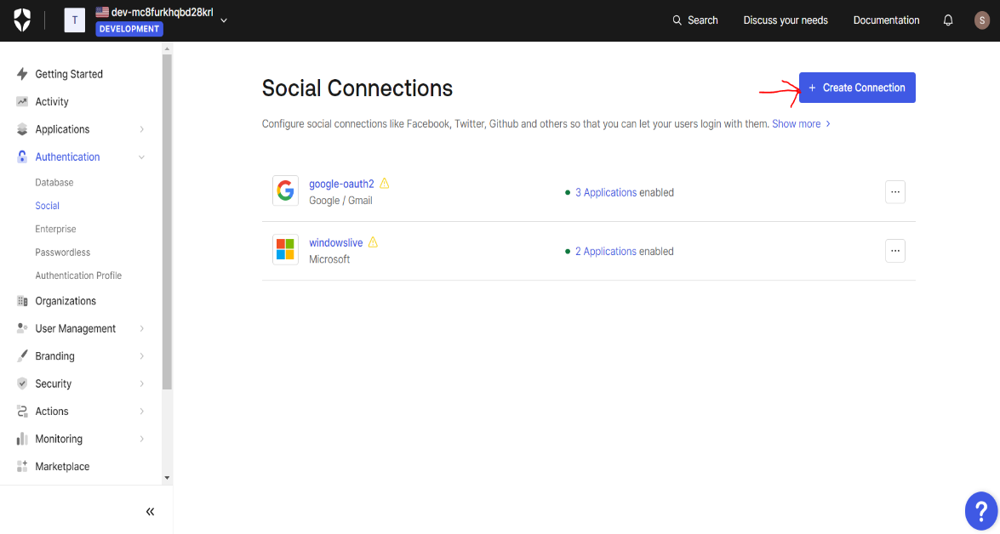 T
dev-mc8furkhqbd28krl
DEVELOPMENT
Search
Discuss your needs
Documentation
S
Getting Started
Activity
Applications
Authentication
Database
Social
Enterprise
Passwordless
Authentication Profile
Organizations
User Management
Branding
Security
Actions
Monitoring
Marketplace
Social Connections
+ Create Connection
Configure social connections like Facebook, Twitter, Github and others so that you can let your users login with them. Show more
google-oauth2
Google / Gmail
3 Applications enabled
windowslive
Microsoft
2 Applications enabled
?